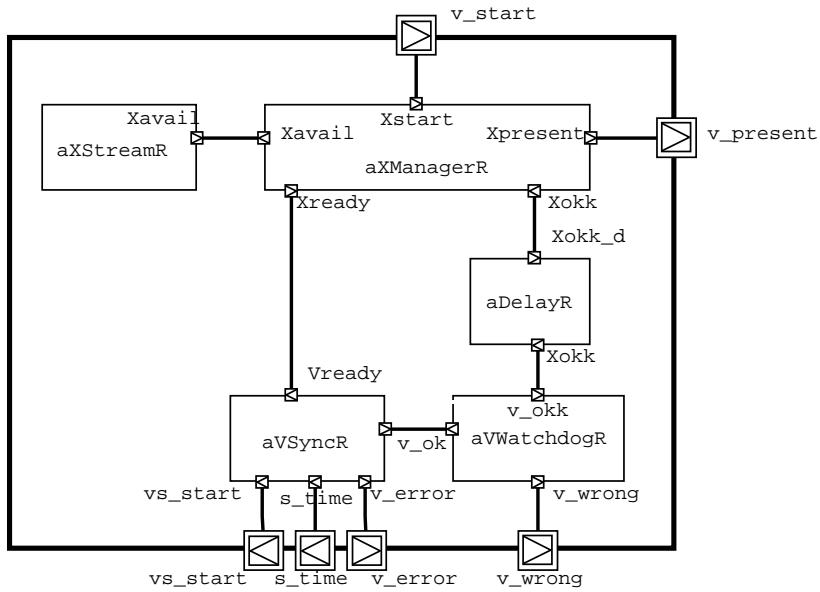 v_start
Xavail
Xstart
Xavail
Xpresent
v_present
aXStreamR
aXManagerR
Xready
Xokk
Xokk_d
aDelayR
Xokk
Vready
v_okk
aVSyncR
v_ok
aVWatchdogR
vs_start
s_time
v_error
v_wrong
vs_start
s_time
v_error
v_wrong